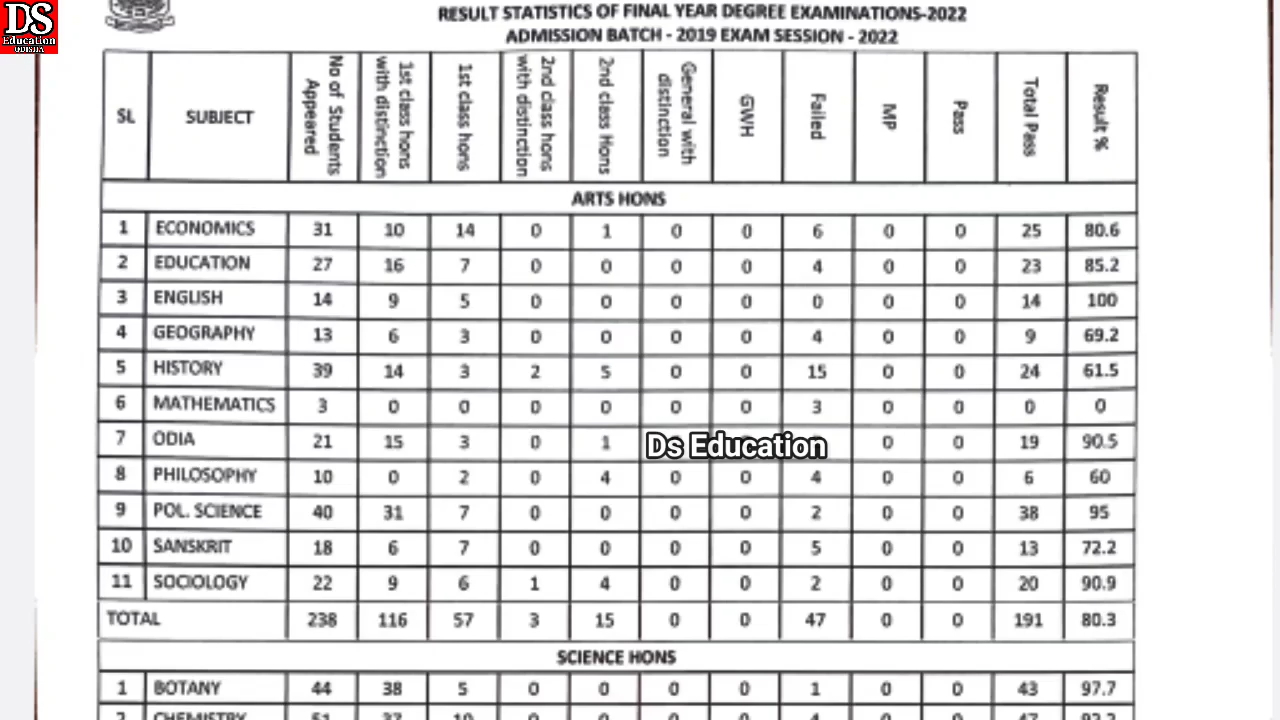 DS
Education
ODISHA
RESULT STATISTICS OF FINAL YEAR DEGREE EXAMINATIONS-2022
ADMISSION BATCH - 2019 EXAM SESSION - 2022
SL SUBJECT No of Students Appeared 1st class hons with distinction 1st class hons 2nd class hons with distinction 2nd class Hons General with distinction GWH Failed MP Pass Total Pass Result %
ARTS HONS
1 ECONOMICS 31 10 14 0 1 0 0 6 0 0 25 80.6
2 EDUCATION 27 16 7 0 0 0 0 4 0 0 23 85.2
3 ENGLISH 14 9 5 0 0 0 0 0 0 0 14 100
4 GEOGRAPHY 13 6 3 0 0 0 0 4 0 0 9 69.2
5 HISTORY 39 14 3 2 5 0 0 15 0 0 24 61.5
6 MATHEMATICS 3 0 0 0 0 0 0 3 0 0 0 0
7 ODIA 21 15 3 0 1 Ds Education 0 0 19 90.5
8 PHILOSOPHY 10 0 2 0 4 0 0 4 0 0 6 60
9 POL. SCIENCE 40 31 7 0 0 0 0 2 0 0 38 95
10 SANSKRIT 18 6 7 0 0 0 0 5 0 0 13 72.2
11 SOCIOLOGY 22 9 6 1 4 0 0 2 0 0 20 90.9
TOTAL 238 116 57 3 15 0 0 47 0 0 191 80.3
SCIENCE HONS
1 BOTANY 44 38 5 0 0 0 0 1 0 0 43 97.7
CHEMISTRY